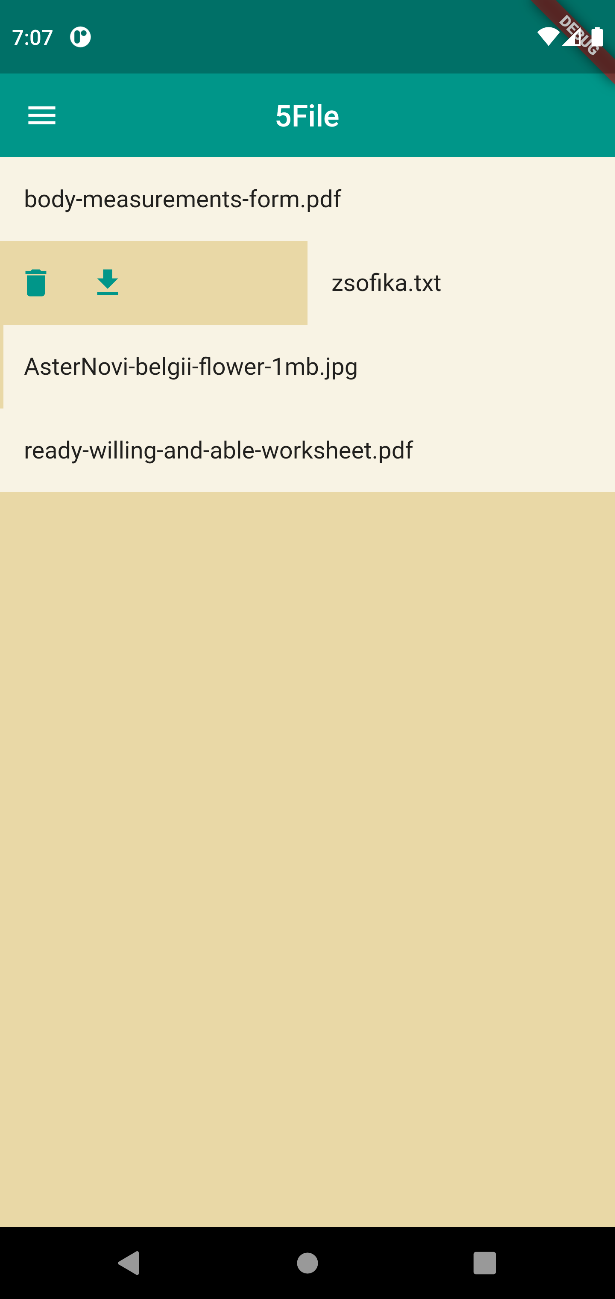 7:07
DEBUG
5File
body-measurements-form.pdf
zsofika.txt
AsterNovi-belgii-flower-1mb.jpg
ready-willing-and-able-worksheet.pdf